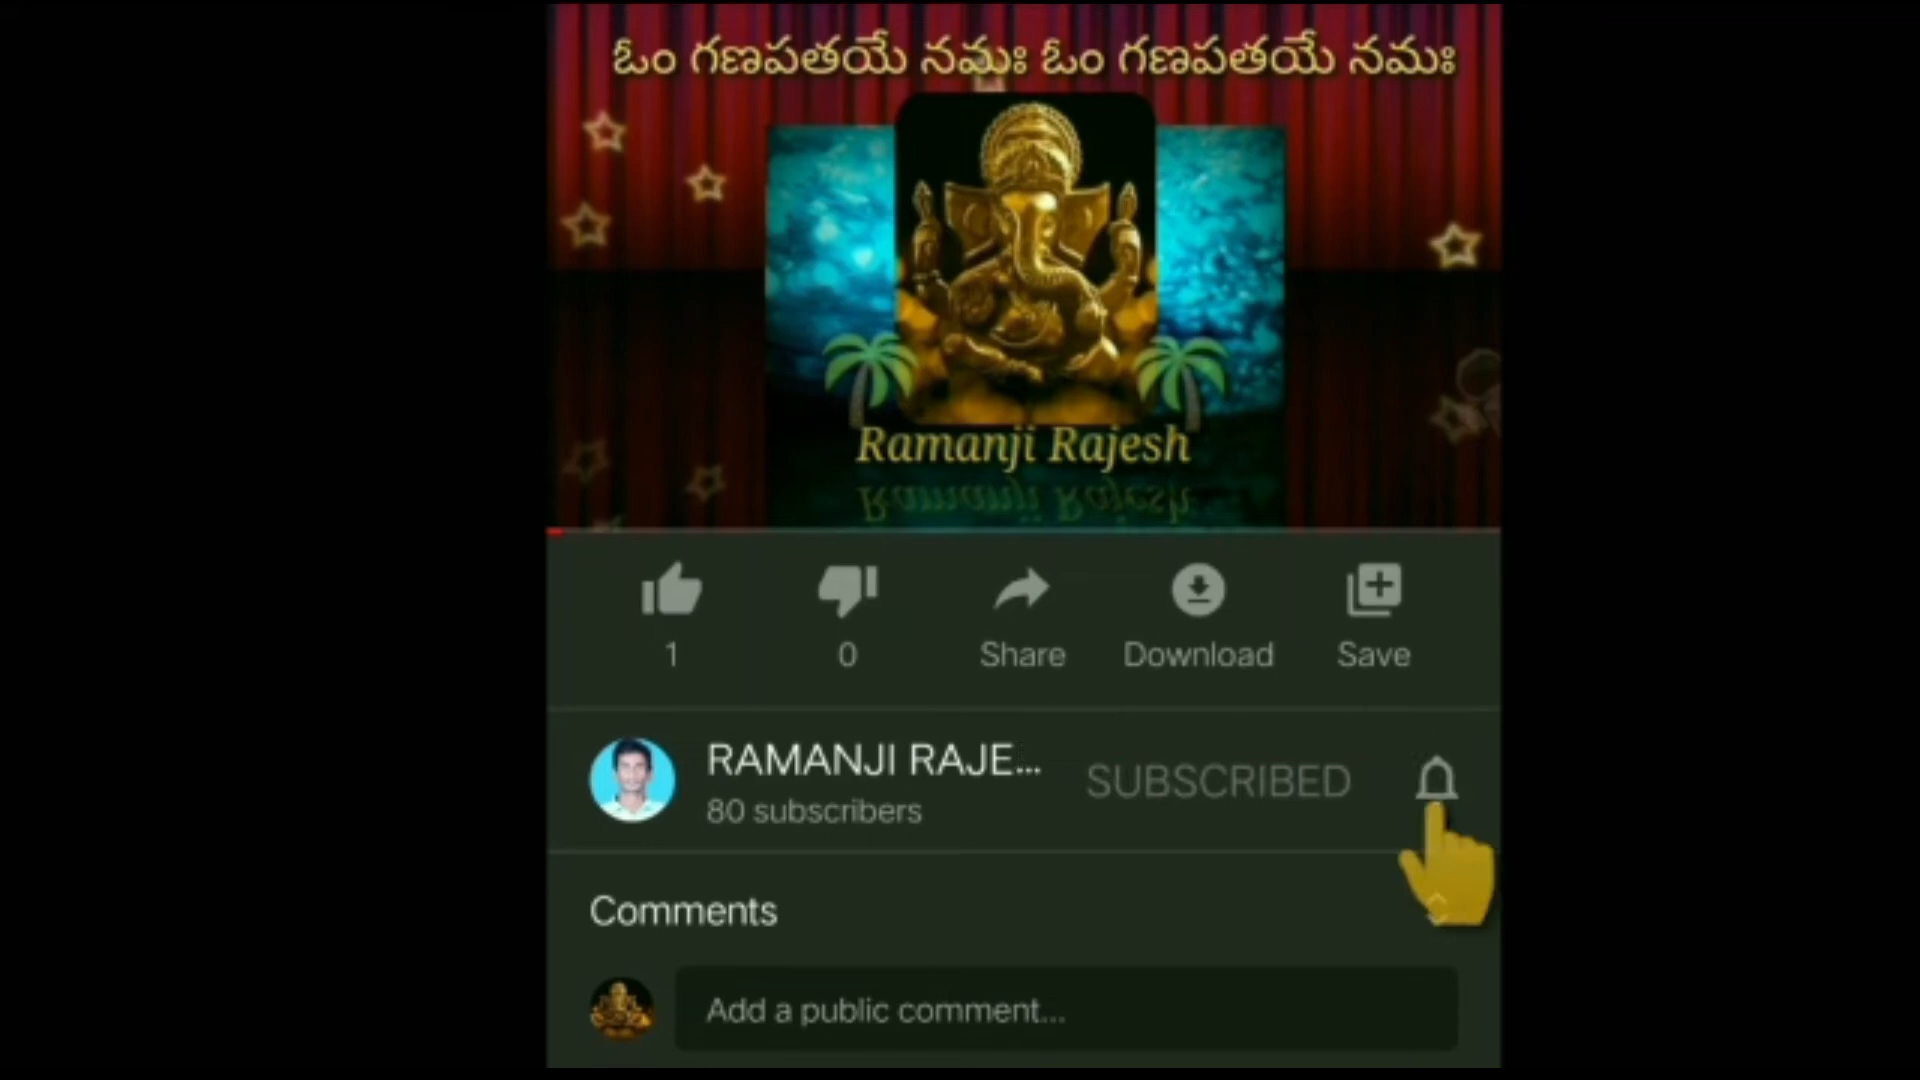 ఓం గణపతయే నమః ఓం గణపతయే నమః
Ramanji Rajesh
1
0
Share
Download
Save
RAMANJI RAJE...
SUBSCRIBED
80 subscribers
Comments
Add a public comment...